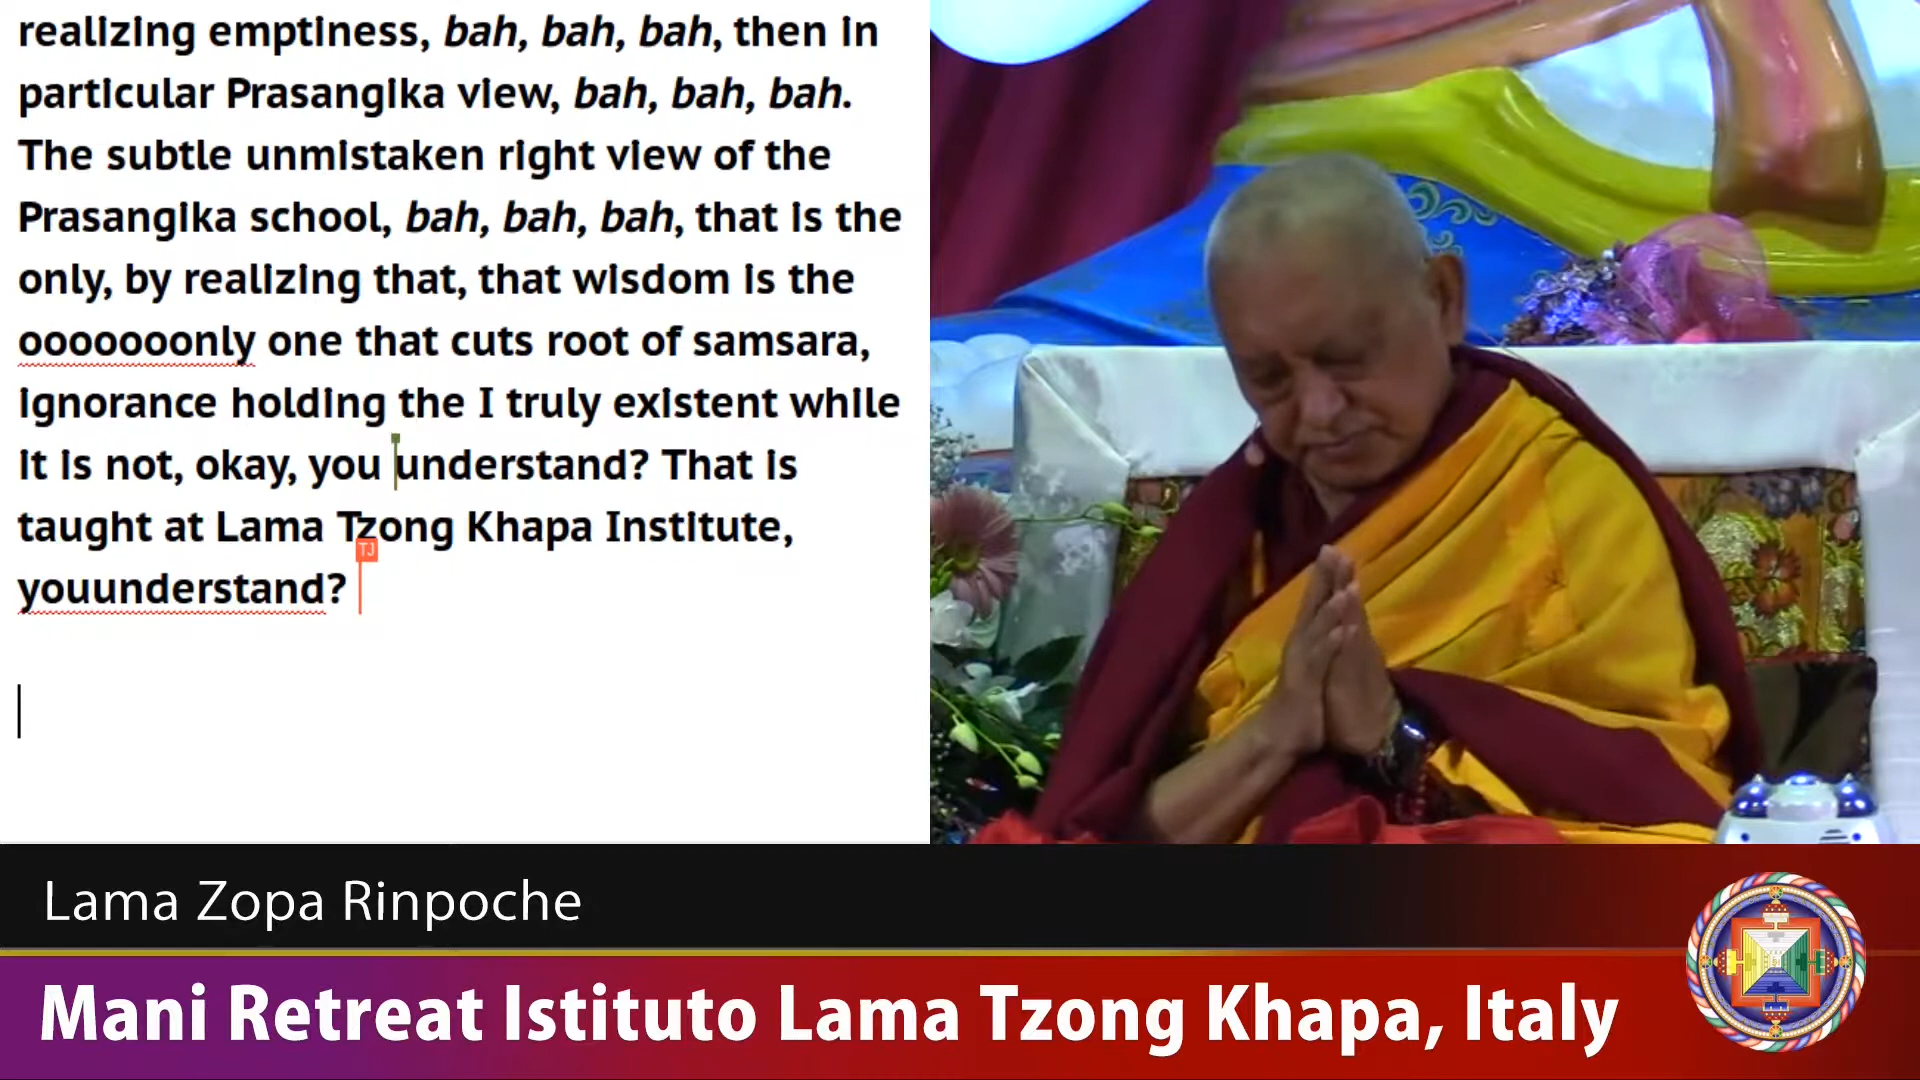 realizing emptiness, bah, bah, bah, then in
particular Prasangika view, bah, bah, bah.
The subtle unmistaken right view of the
Prasangika school, bah, bah, bah, that is the
only, by realizing that, that wisdom is the
ooooooonly one that cuts root of samsara,
ignorance holding the I truly existent while
it is not, okay, you understand? That is
taught at Lama Tzong Khapa Institute,
TJ
youunderstand?
Lama Zopa Rinpoche
Mani Retreat Istituto Lama Tzong Khapa, Italy